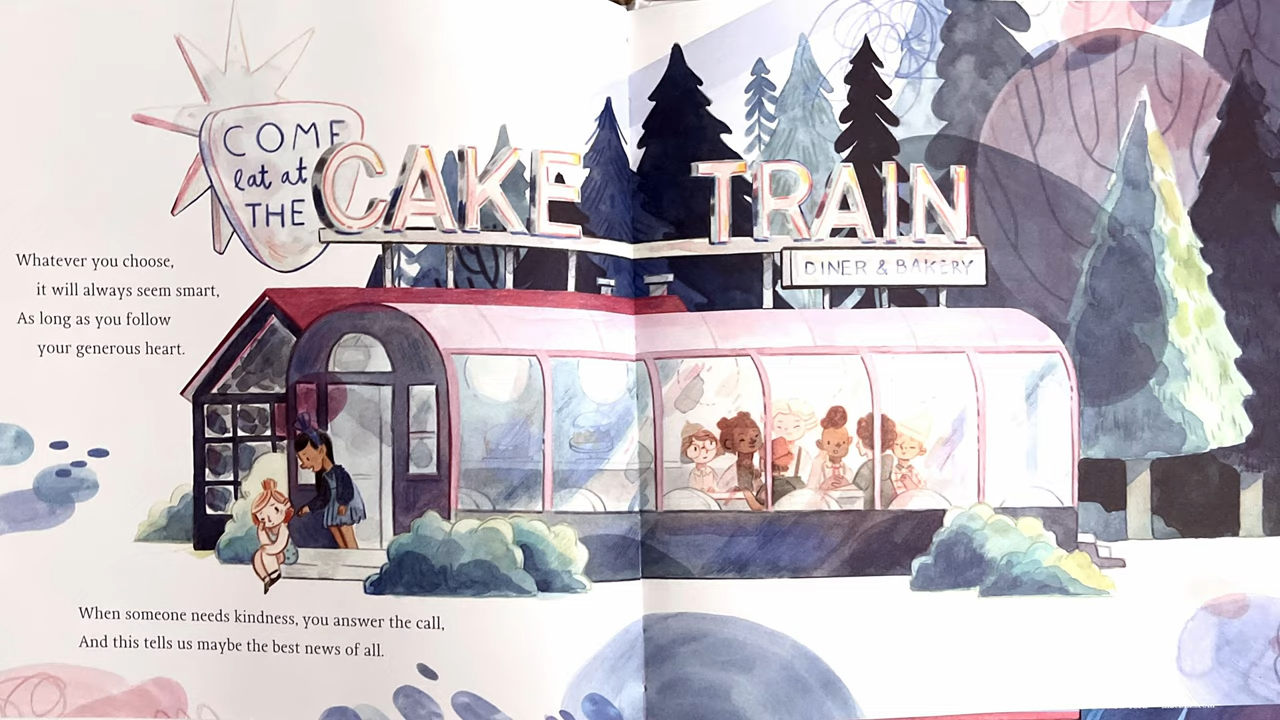 COME
eat at
THE
CAKE TRAIN
DINER & BAKERY
Whatever you choose,
it will always seem smart,
As long as you follow
your generous heart.
When someone needs kindness, you answer the call,
And this tells us maybe the best news of all.